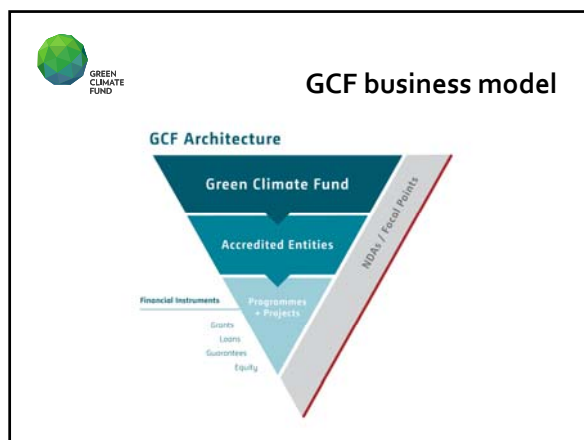 GREEN
CLIMATE
FUND
GCF business model
GCF Architecture
Green Climate Fund
Accredited Entities
NDAs / Focal Points
Financial Instruments
Programmes
+ Projects
Grants
Loans
Guarantees
Equity